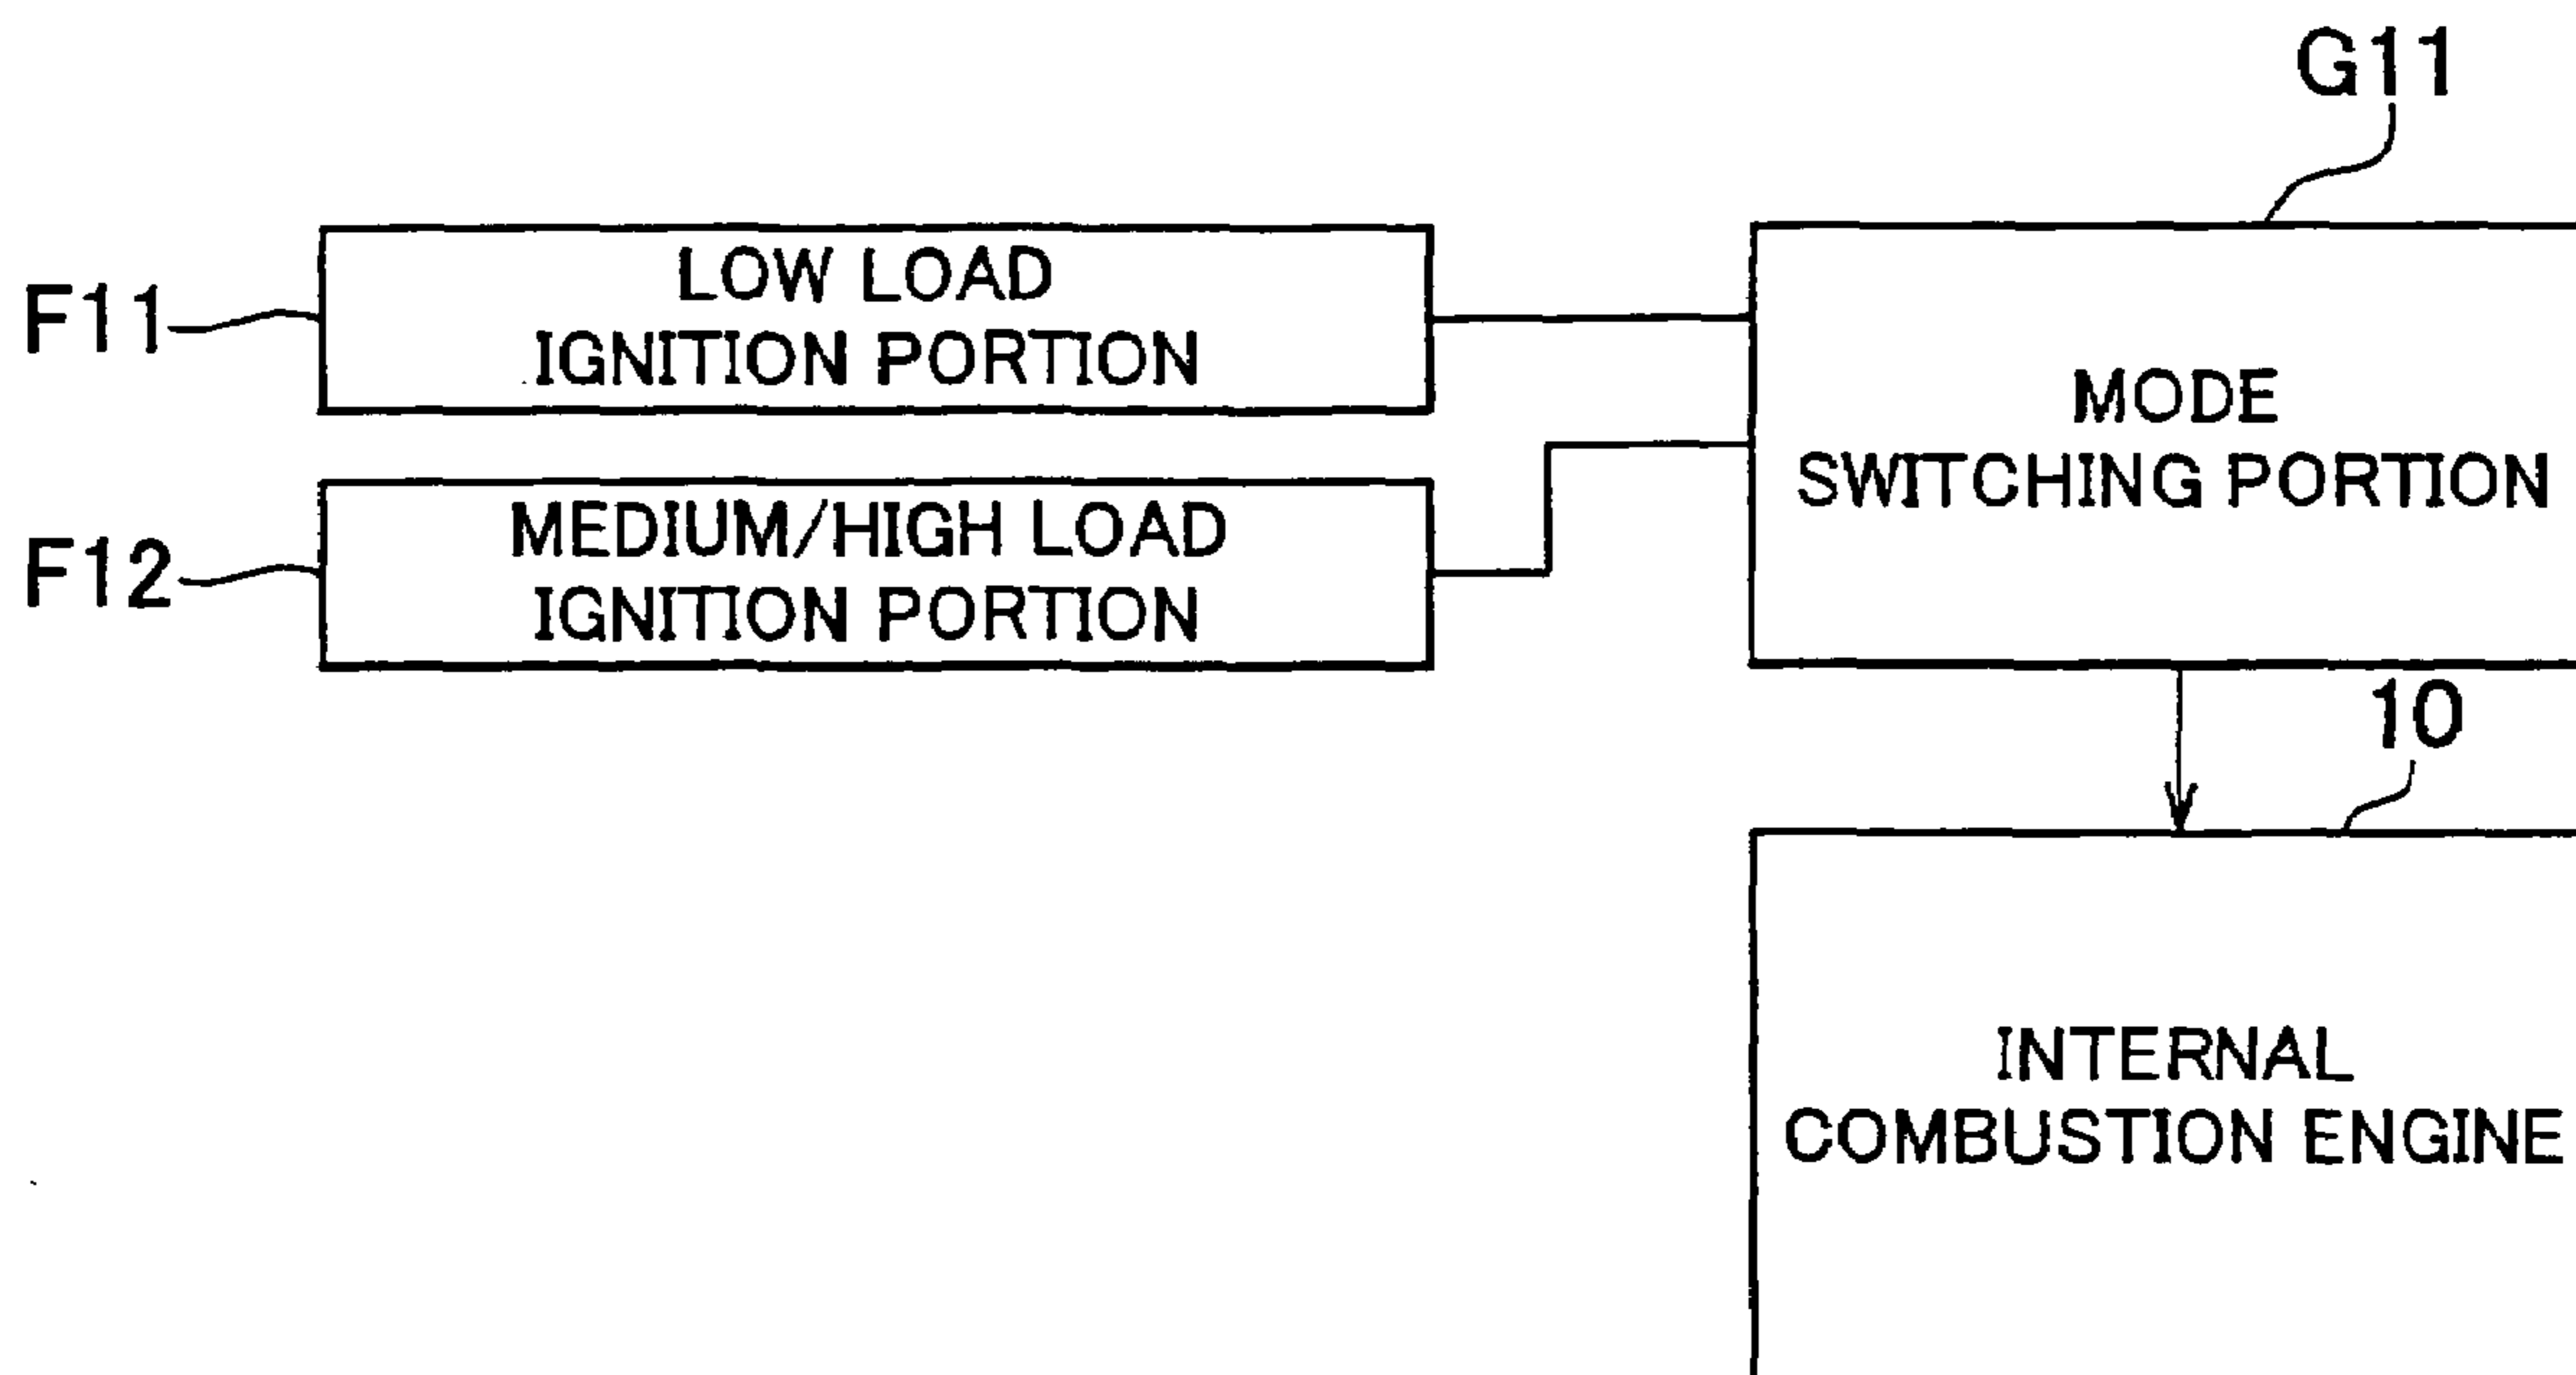 G11
F11
LOW LOAD
IGNITION PORTION
F12
MEDIUM/HIGH LOAD
IGNITION PORTION
MODE
SWITCHING PORTION
10
INTERNAL
COMBUSTION ENGINE